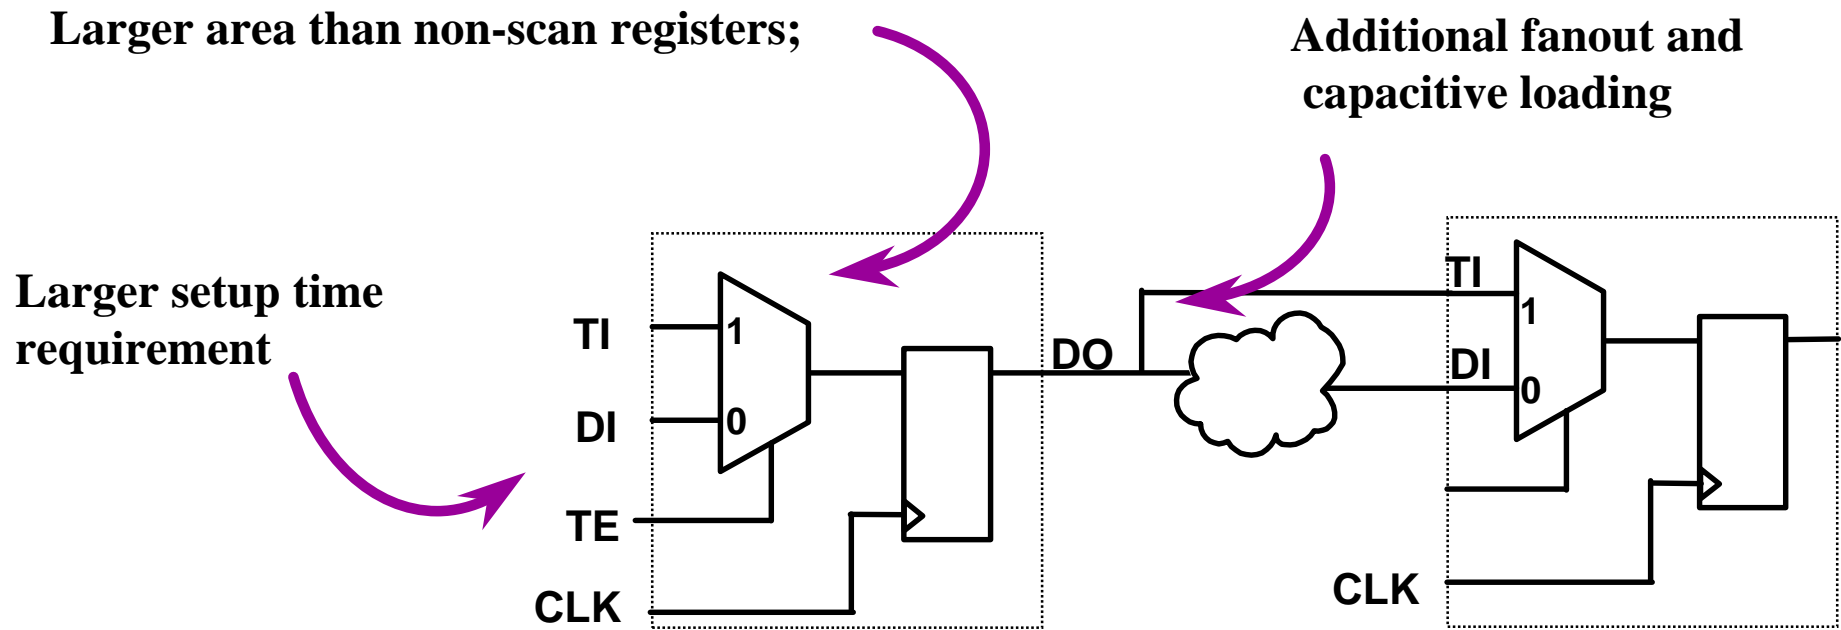 Larger area than non-scan registers;
Additional fanout and
capacitive loading
Larger setup time
requirement
TI
1
DI
0
TE
CLK
DO
TI
1
DI
0
CLK